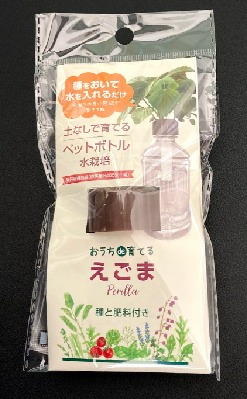 種をおいて
水を入れるだけ
土なしで育てる
ペットボトル
水栽培
おうちde育てる
えごま
Perilla
種と肥料付き